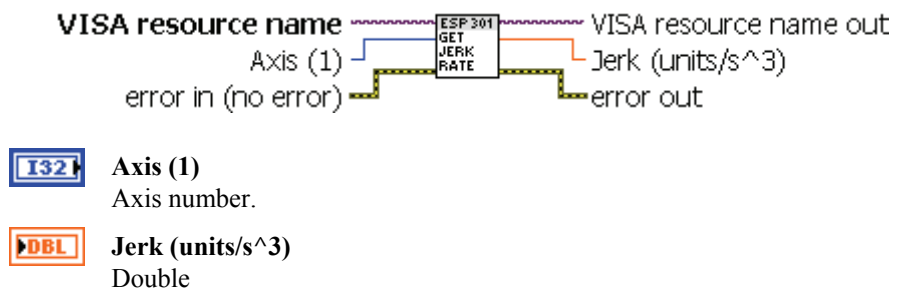 VISA resource name
ESP 301
GET
JERK
RATE
VISA resource name out
Axis (1)
Jerk (units/s^3)
error in (no error)
error out
I32
Axis (1)
Axis number.
DBL
Jerk (units/s^3)
Double